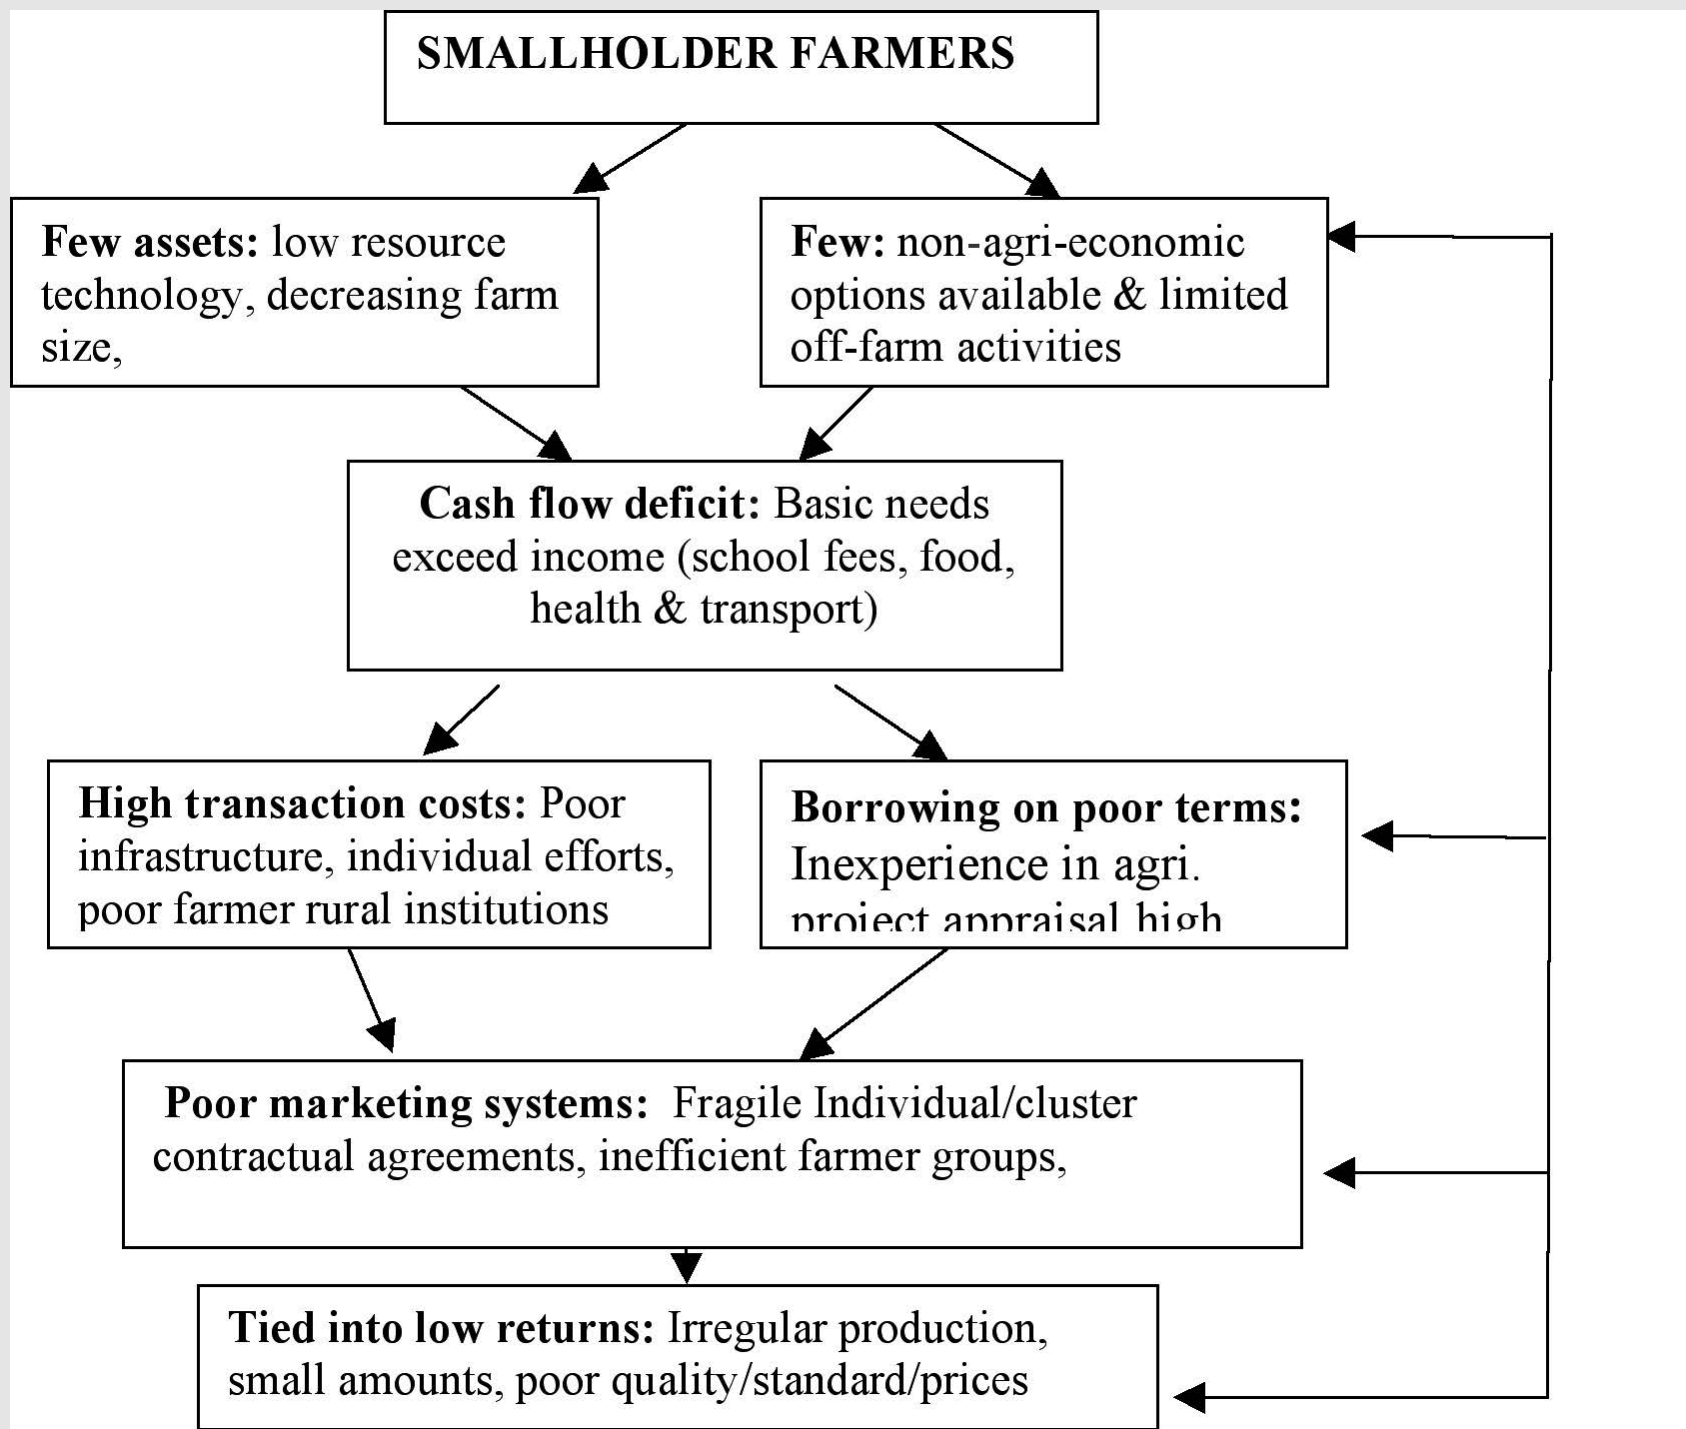 SMALLHOLDER FARMERS
Few assets: low resource
technology, decreasing farm
size,
Few: non-agri-economic
options available & limited
off-farm activities
Cash flow deficit: Basic needs
exceed income (school fees, food,
health & transport)
High transaction costs: Poor
infrastructure, individual efforts,
poor farmer rural institutions
Borrowing on poor terms:
Inexperience in agri.
project appraisal high
Poor marketing systems:  Fragile Individual/cluster
contractual agreements, inefficient farmer groups,
Tied into low returns: Irregular production,
small amounts, poor quality/standard/prices